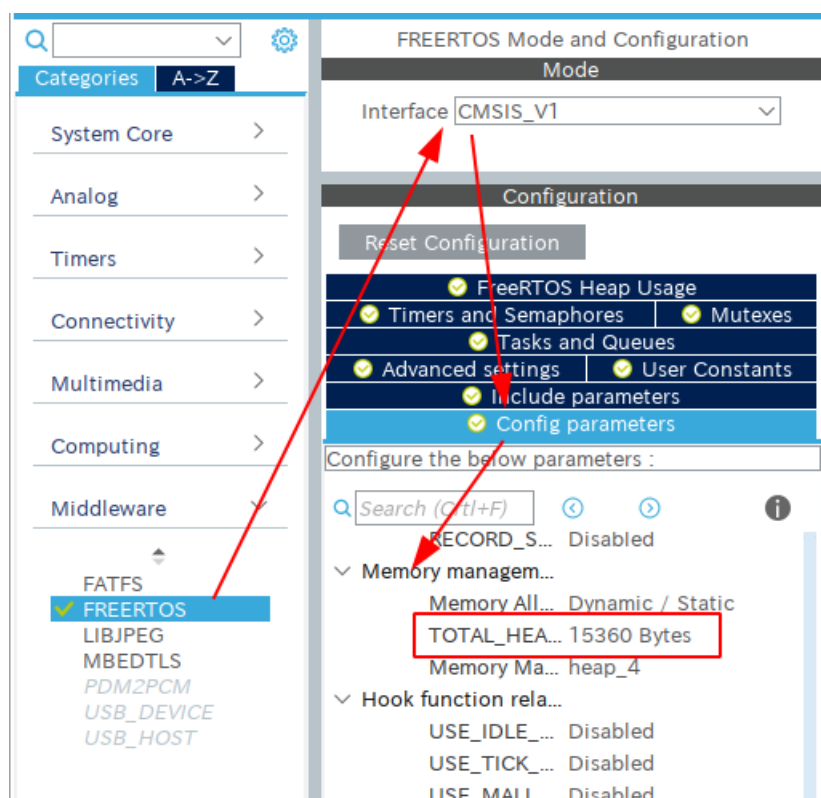 Categories
A->Z
System Core
Analog
Timers
Connectivity
Multimedia
Computing
Middleware
FATFS
FREERTOS
LIBJPEG
MBEDTLS
PDM2PCM
USB_DEVICE
USB_HOST
FREERTOS Mode and Configuration
Mode
Interface CMSIS_V1
Configuration
Reset Configuration
FreeRTOS Heap Usage
Timers and Semaphores
Mutexes
Tasks and Queues
Advanced settings
User Constants
Include parameters
Config parameters
Configure the below parameters :
Search (Crtl+F)
RECORD_S... Disabled
Memory managem...
Memory All... Dynamic / Static
TOTAL_HEA... 15360 Bytes
Memory Ma... heap_4
Hook function rela...
USE_IDLE_... Disabled
USE_TICK_... Disabled
USE_MALL... Disabled